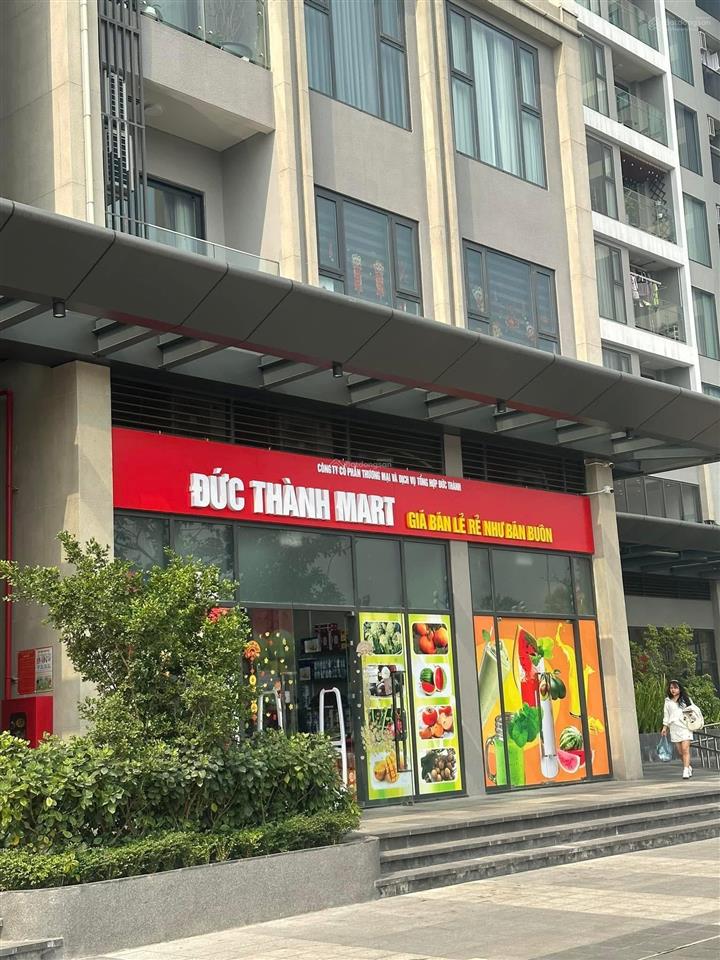 Batdongsan
CÔNG TY CỔ PHẦN THƯƠNG MẠI VÀ DỊCH VỤ TỔNG HỢP ĐỨC THÀNH
ĐỨC THÀNH MART
GIÁ BÁN LẺ RẺ NHƯ BÁN BUÔN